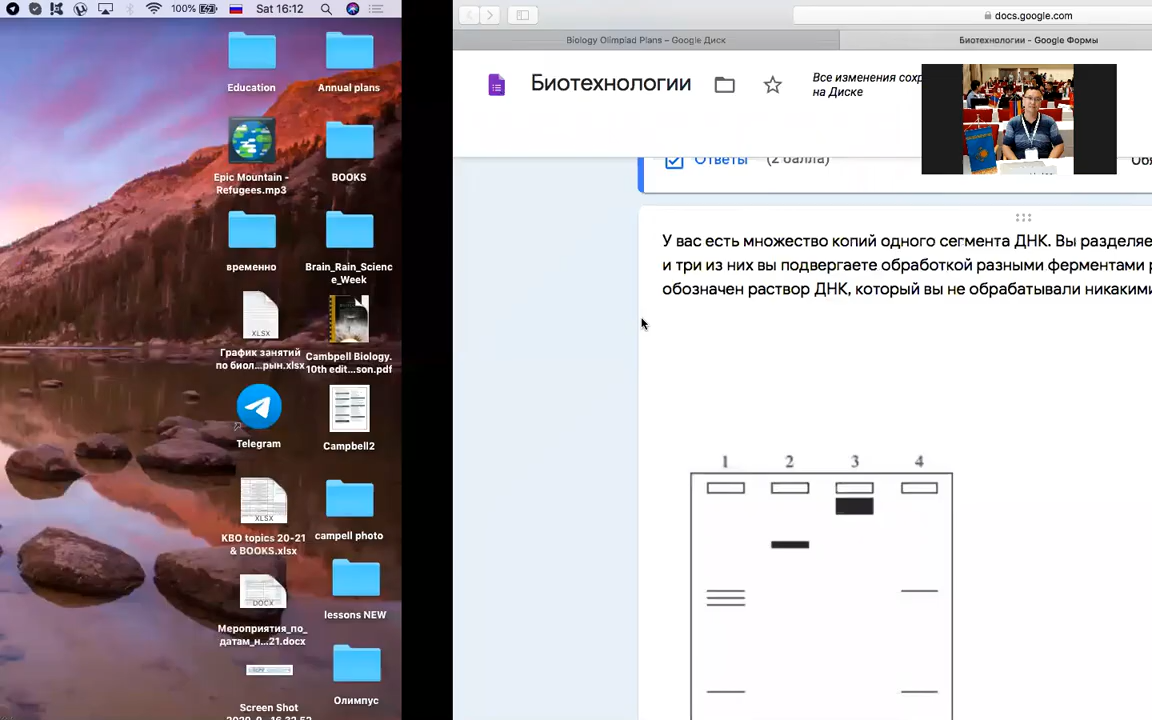 100%
Sat 16:12
Education
Annual plans
Epic Mountain -
Refugees.mp3
BOOKS
временно
Brain_Rain_Scienc
e_Week
XLSX
График занятий
по биол...рын.xlsx
Cambpell Biology.
10th edit...son.pdf
Telegram
Campbell2
XLSX
KBO topics 20-21
& BOOKS.xlsx
campell photo
DOCX
Мероприятия_по_
датам_н...21.docx
lessons NEW
Screen Shot
Олимпус
docs.google.com
Biology Olimpiad Plans – Google Диск
Биотехнологии - Google Формы
Биотехнологии
Все изменения сохр
на Диске
Ответы (2 балла)
У вас есть множество копий одного сегмента ДНК. Вы разделяе
и три из них вы подвергаете обработкой разными ферментами р
обозначен раствор ДНК, который вы не обрабатывали никакими
1 2 3 4